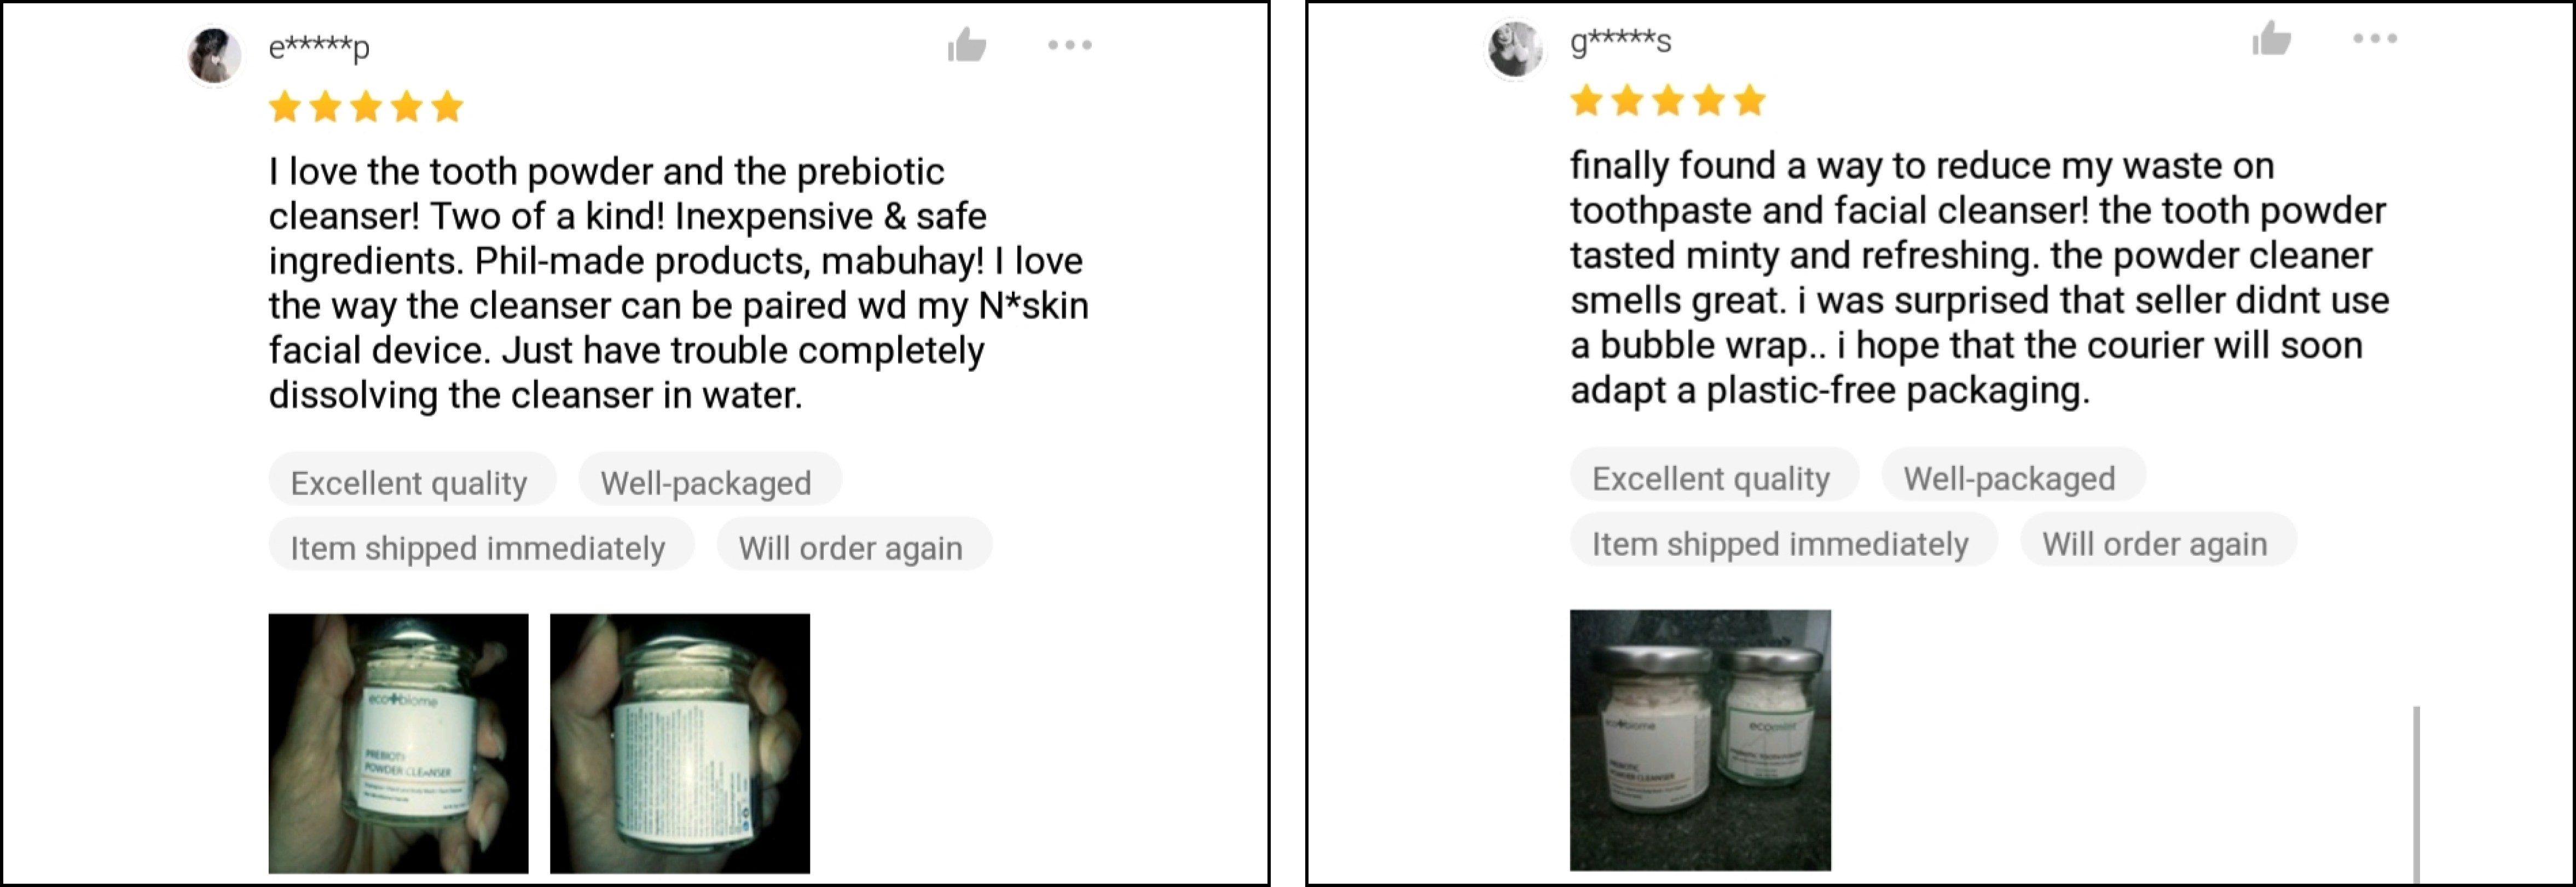 e*****p
I love the tooth powder and the prebiotic
cleanser! Two of a kind! Inexpensive & safe
ingredients. Phil-made products, mabuhay! I love
the way the cleanser can be paired wd my N*skin
facial device. Just have trouble completely
dissolving the cleanser in water.
Excellent quality Well-packaged
Item shipped immediately Will order again
eco biome
PREBIOTI
POWDER CLEANSER
g*****s
finally found a way to reduce my waste on
toothpaste and facial cleanser! the tooth powder
tasted minty and refreshing. the powder cleaner
smells great. i was surprised that seller didnt use
a bubble wrap.. i hope that the courier will soon
adapt a plastic-free packaging.
Excellent quality Well-packaged
Item shipped immediately Will order again
eco biome
PREBIOTIC
POWDER CLEANSER
ecomint